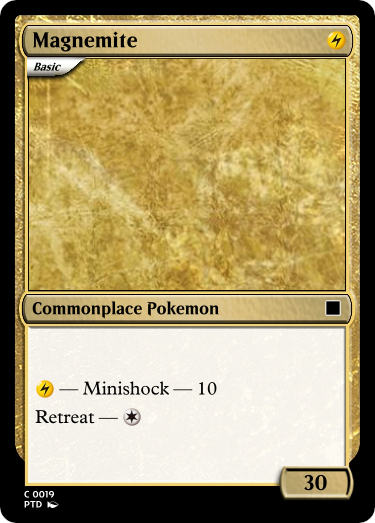 Magnemite
Basic
Commonplace Pokemon
— Minishock — 10
Retreat —
30
C 0019
PTD